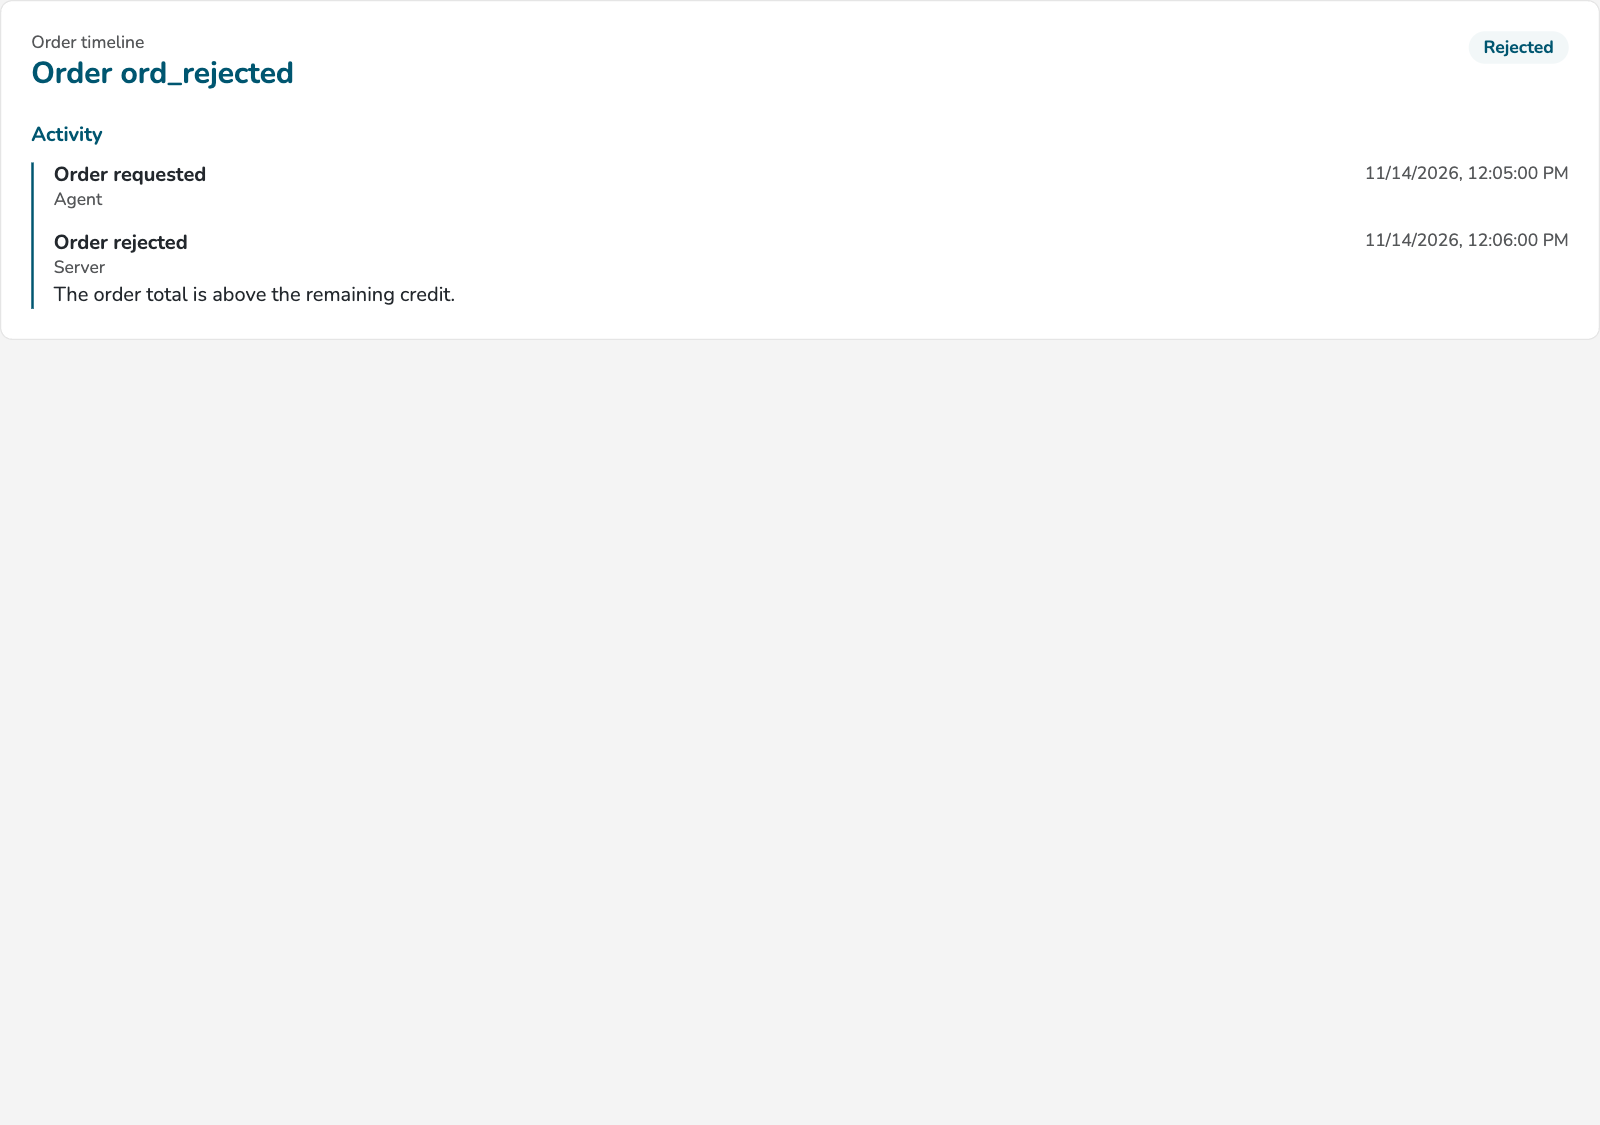 Order timeline
Rejected
Order ord_rejected
Activity
Order requested
11/14/2026, 12:05:00 PM
Agent
Order rejected
11/14/2026, 12:06:00 PM
Server
The order total is above the remaining credit.